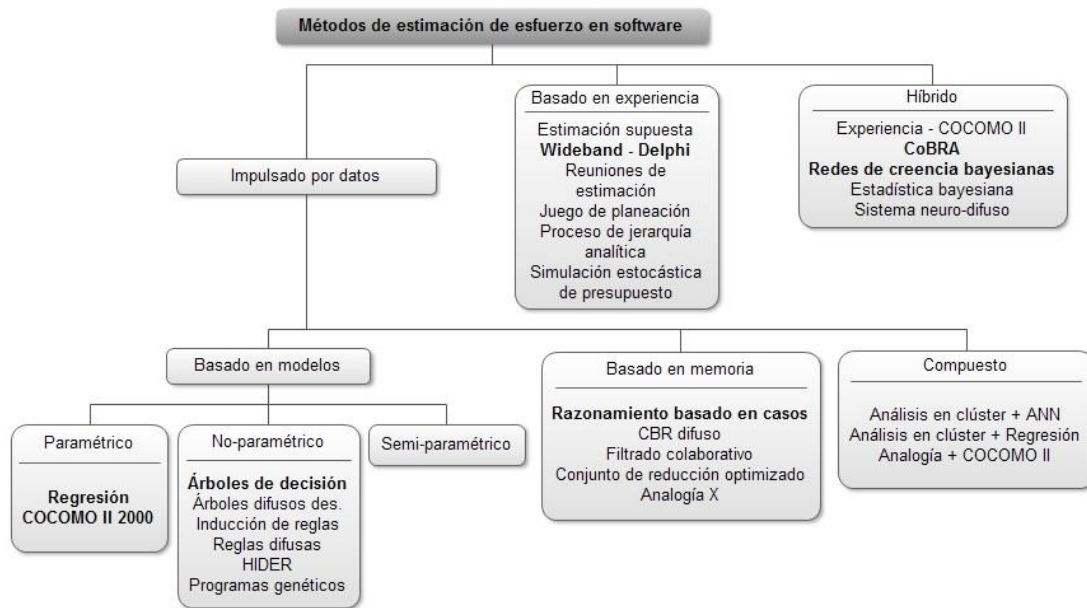 Métodos de estimación de esfuerzo en software
Impulsado por datos
Basado en experiencia
Estimación supuesta
Wideband - Delphi
Reuniones de
estimación
Juego de planeación
Proceso de jerarquía
analítica
Simulación estocástica
de presupuesto
Híbrido
Experiencia - COCOMO II
CoBRA
Redes de creencia bayesianas
Estadística bayesiana
Sistema neuro-difuso
Basado en modelos
Paramétrico
Regresión
COCOMO II 2000
No-paramétrico
Árboles de decisión
Árboles difusos des.
Inducción de reglas
Reglas difusas
HIDER
Programas genéticos
Semi-paramétrico
Basado en memoria
Razonamiento basado en casos
CBR difuso
Filtrado colaborativo
Conjunto de reducción optimizado
Analogía X
Compuesto
Análisis en clúster + ANN
Análisis en clúster + Regresión
Analogía + COCOMO II